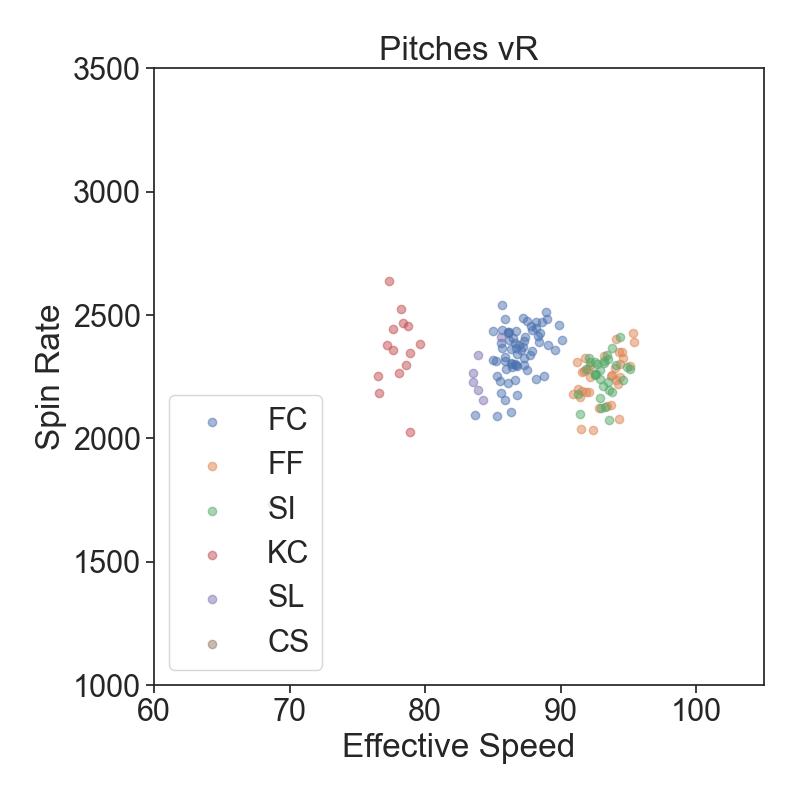 Pitches vR
3500
3000
2500
2000
1500
1000
Spin Rate
FC
FF
SI
KC
SL
CS
60 70 80 90 100
Effective Speed